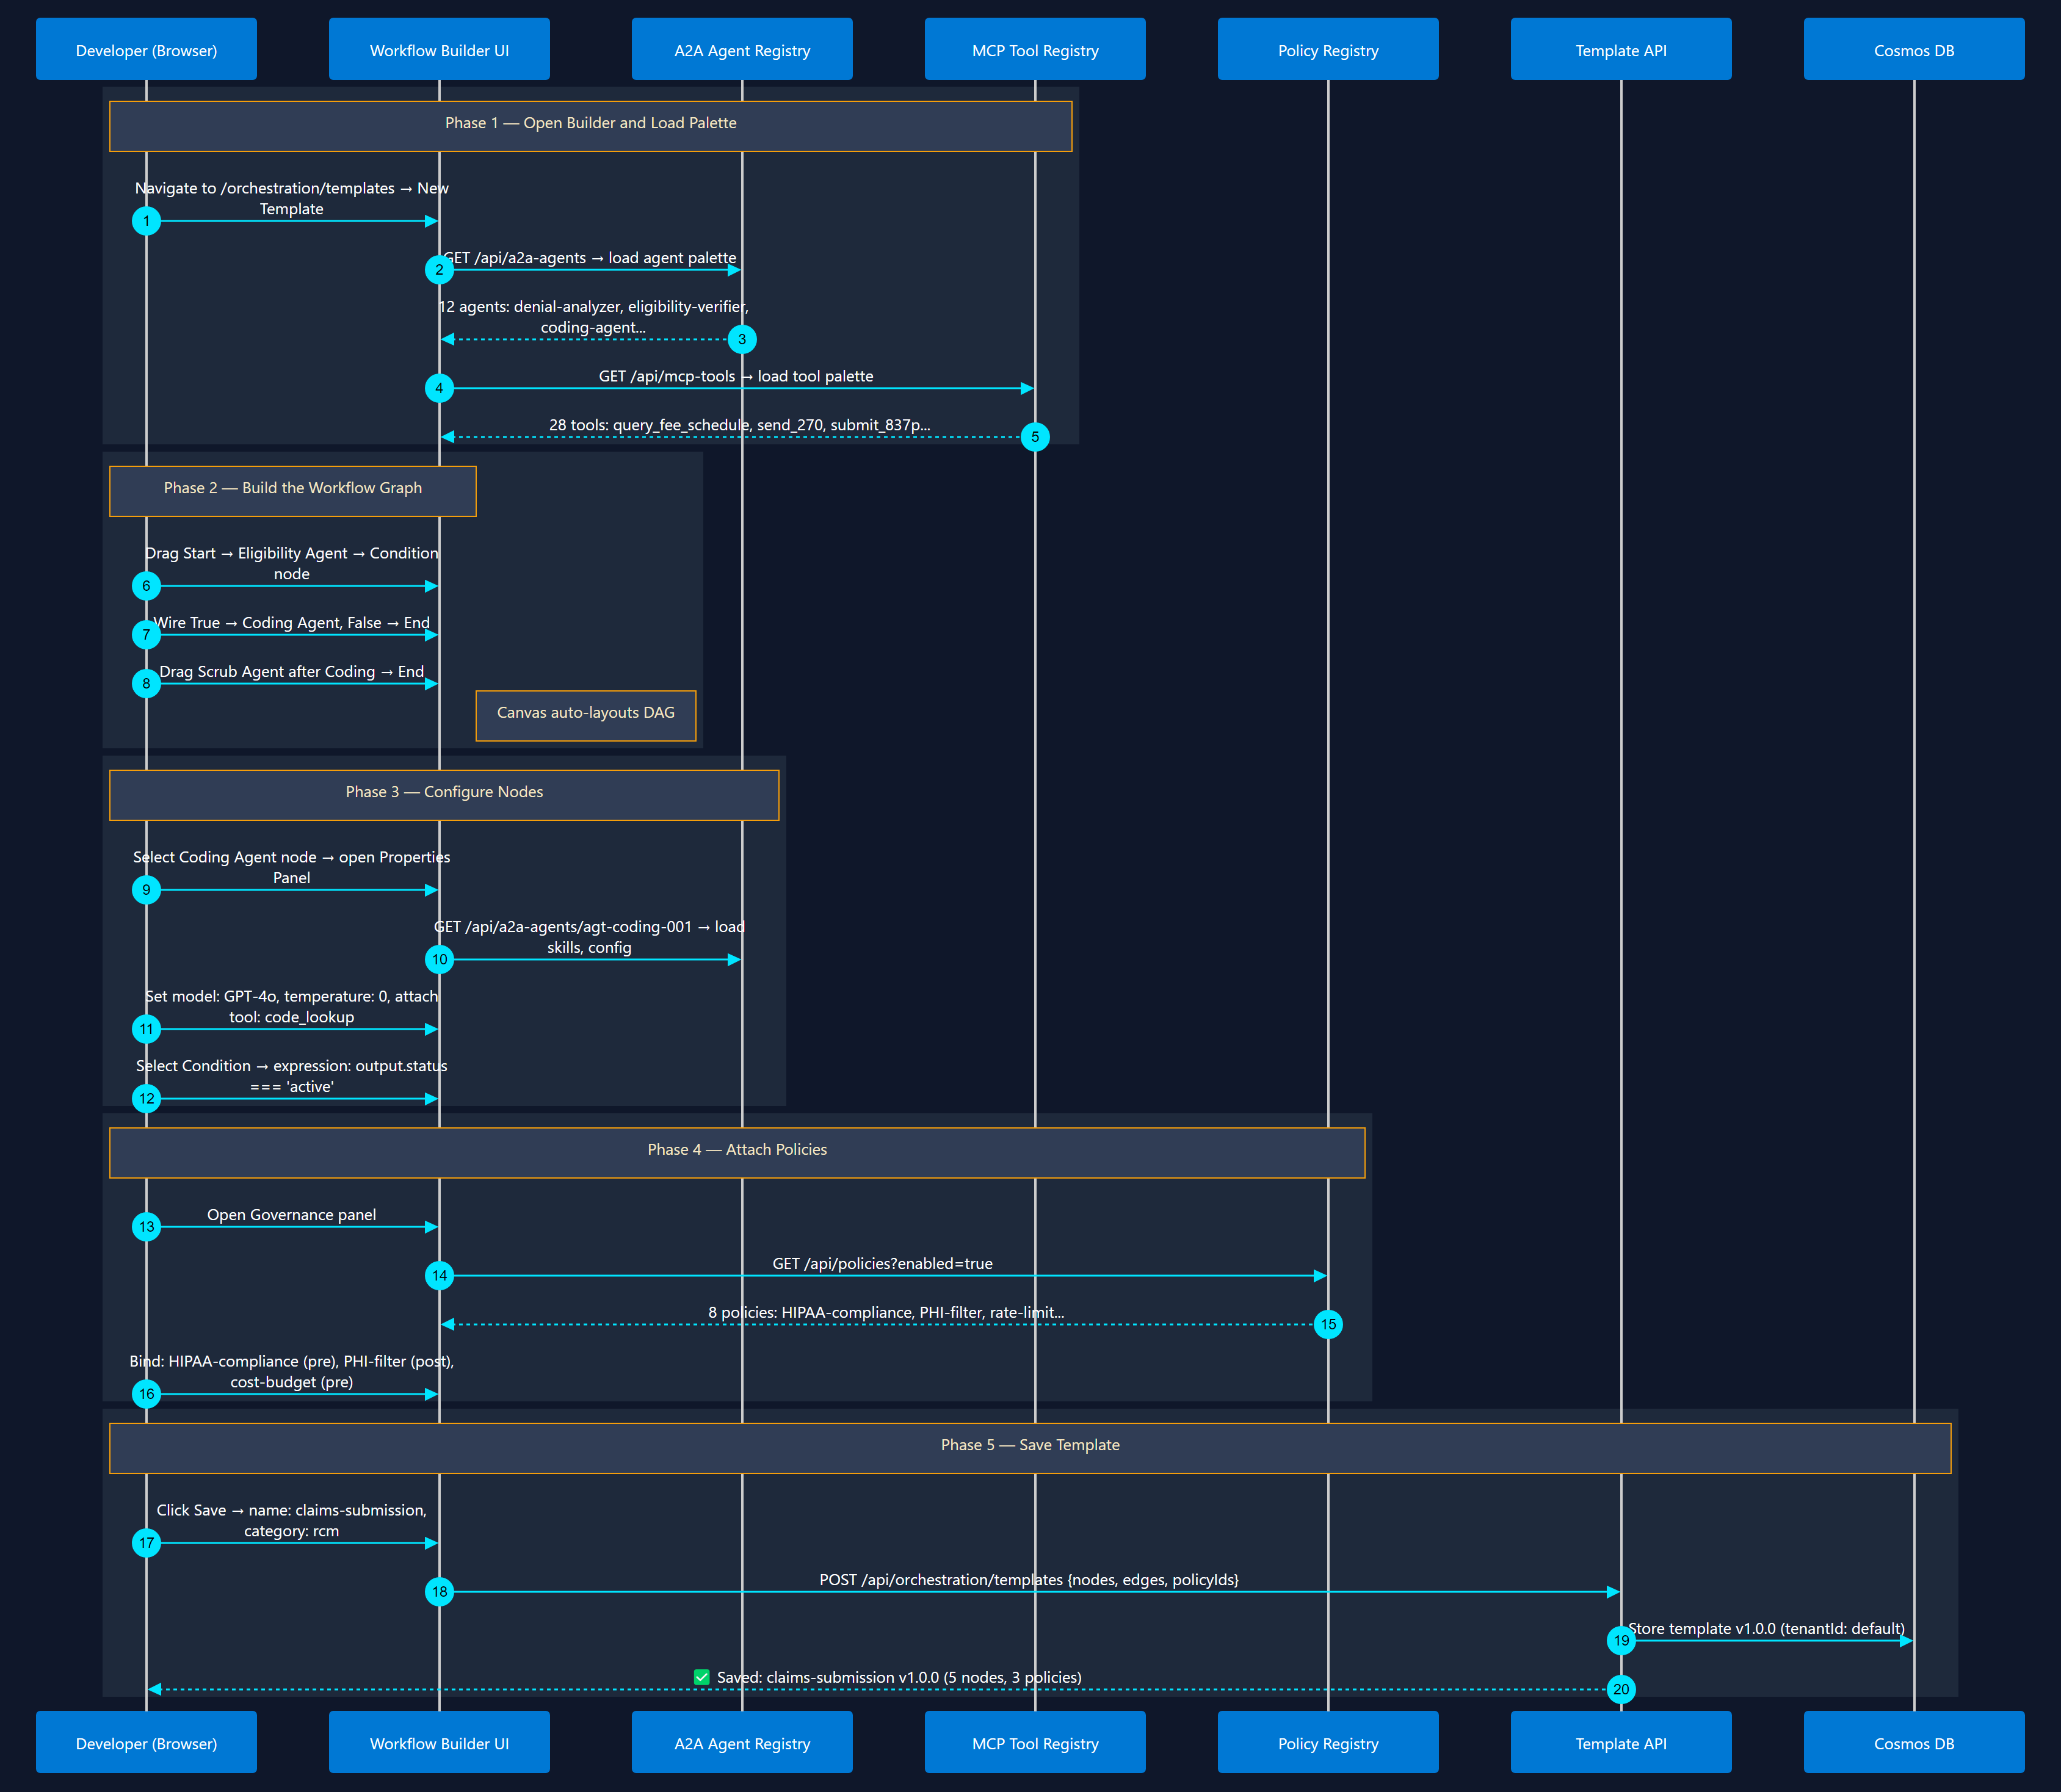 Developer (Browser)
Workflow Builder UI
A2A Agent Registry
MCP Tool Registry
Policy Registry
Template API
Cosmos DB
Phase 1 — Open Builder and Load Palette
Navigate to /orchestration/templates → New
Template
1
GET /api/a2a-agents → load agent palette
2
12 agents: denial-analyzer, eligibility-verifier,
coding-agent...
3
GET /api/mcp-tools → load tool palette
4
28 tools: query_fee_schedule, send_270, submit_837p...
5
Phase 2 — Build the Workflow Graph
Drag Start → Eligibility Agent → Condition
node
6
Wire True → Coding Agent, False → End
7
Drag Scrub Agent after Coding → End
8
Canvas auto-layouts DAG
Phase 3 — Configure Nodes
Select Coding Agent node → open Properties
Panel
9
GET /api/a2a-agents/agt-coding-001 → load
skills, config
10
Set model: GPT-4o, temperature: 0, attach
tool: code_lookup
11
Select Condition → expression: output.status
=== 'active'
12
Phase 4 — Attach Policies
Open Governance panel
13
GET /api/policies?enabled=true
14
8 policies: HIPAA-compliance, PHI-filter, rate-limit...
15
Bind: HIPAA-compliance (pre), PHI-filter (post),
cost-budget (pre)
16
Phase 5 — Save Template
Click Save → name: claims-submission,
category: rcm
17
POST /api/orchestration/templates {nodes, edges, policyIds}
18
Store template v1.0.0 (tenantId: default)
19
✅ Saved: claims-submission v1.0.0 (5 nodes, 3 policies)
20
Developer (Browser)
Workflow Builder UI
A2A Agent Registry
MCP Tool Registry
Policy Registry
Template API
Cosmos DB